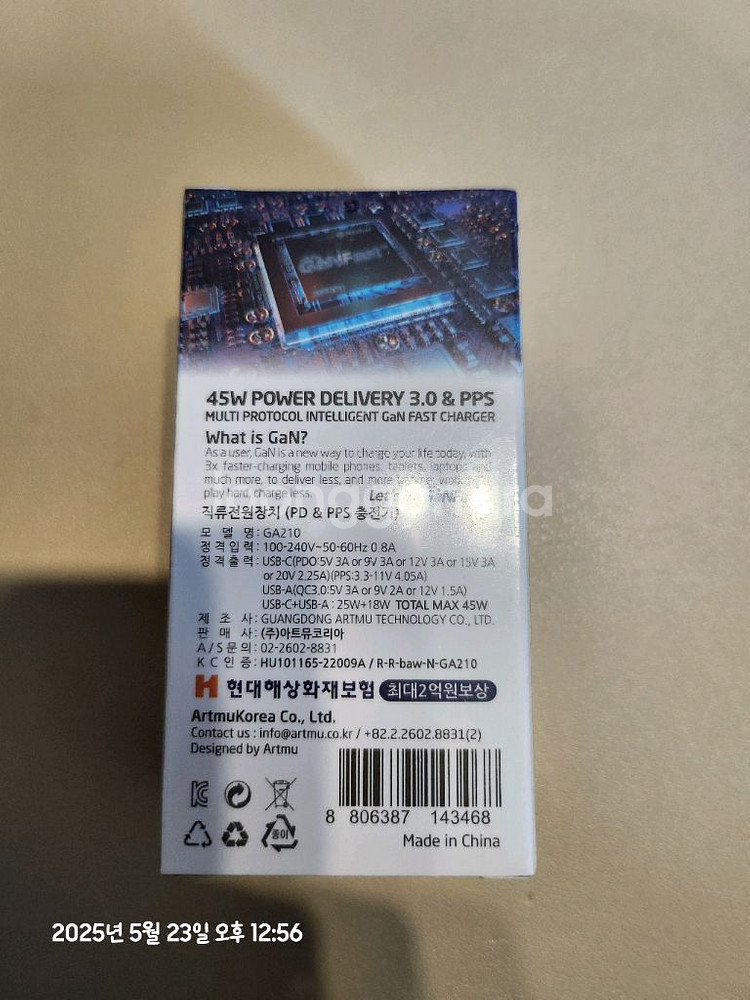 GaNFast
45W POWER DELIVERY 3.0 & PPS
MULTI PROTOCOL INTELLIGENT GaN FAST CHARGER
What is GaN?
As a user, GaN is a new way to charge your life today, with
3x faster-charging mobile phones, tablets, laptops and
much more, to deliver less, and more
play hard, charge less.
직류전원장치 (PD & PPS 충전기)
모 델 명 : GA210
정격입력 : 100-240V~50-60Hz 0.8A
정격출력 : USB-C(PDO:5V 3A or 9V 3A or 12V 3A or 15V 3A
or 20V 2.25A)(PPS:3.3-11V 4.05A)
USB-A(QC3.0:5V 3A or 9V 2A or 12V 1.5A)
USB-C+USB-A : 25W+18W TOTAL MAX 45W
제 조 사 : GUANGDONG ARTMU TECHNOLOGY CO., LTD.
판 매 사 : (주)아트뮤코리아
A/S문의 : 02-2602-8831
KC인증 : HU101165-22009A / R-R-baw-N-GA210
현대해상화재보험 최대2억원보상
ArtmuKorea Co., Ltd.
Contact us : info@artmu.co.kr / +82.2.2602.8831(2)
Designed by Artmu
종이
8 806387 143468
Made in China
2025년 5월 23일 오후 12:56